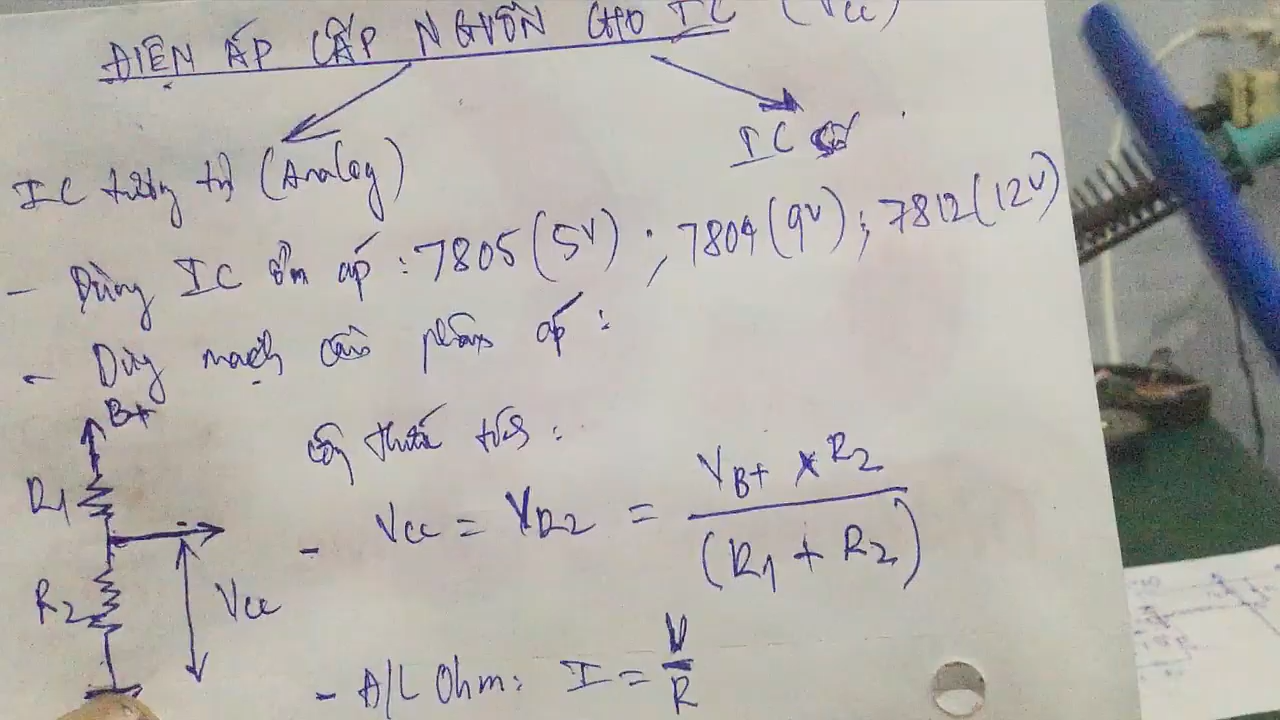 ĐIỆN ÁP CẤP NGUỒN CHO IC (Vcc)
IC tương tự (Analog)
IC số
- Dùng IC ổn áp : 7805 (5V) ; 7809 (9V) ; 7812 (12V)
- Dùng mạch cầu phân áp :
B+
R1
R2
Vcc
Công thức tính :
- Vcc = VR2 = VB+ x R2 / (R1 + R2)
- Đ/L Ohm: I = V / R